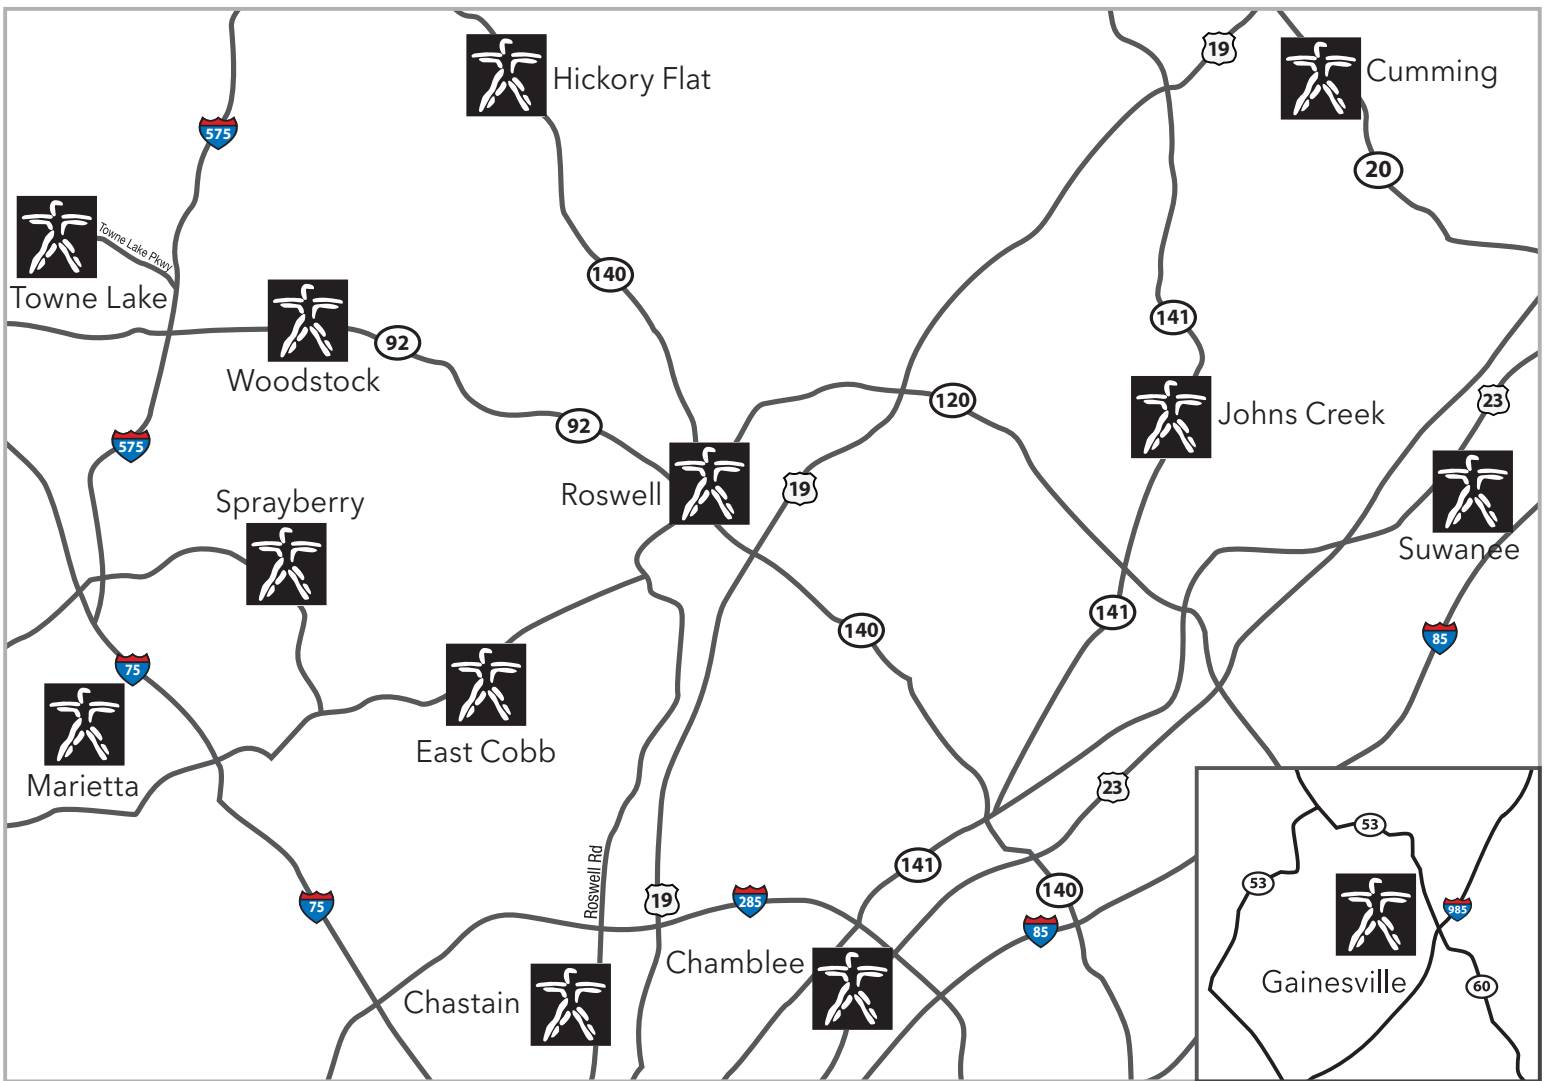 19
Cumming
Hickory Flat
575
20
Towne Lake Pkwy
140
Towne Lake
141
92
Woodstock
120
23
Johns Creek
92
575
Roswell
19
Sprayberry
Suwanee
141
140
85
75
East Cobb
Marietta
23
53
141
Roswell Rd
53
140
75
19
285
985
85
Chamblee
Gainesville
60
Chastain